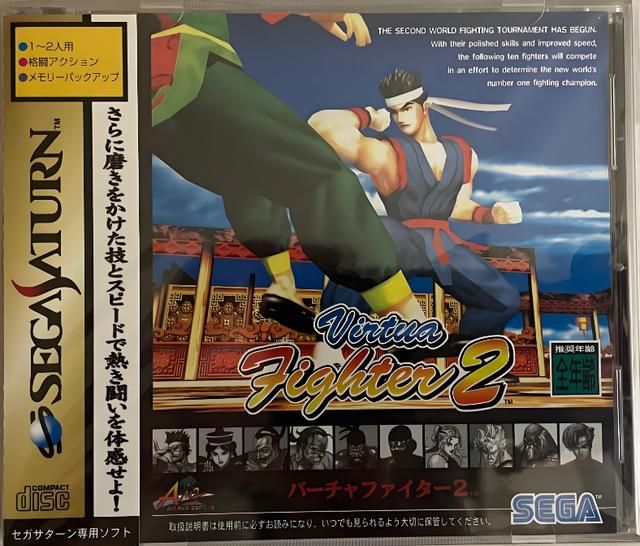 1〜2人用
格闘アクション
メモリーバックアップ
SEGASATURN™
さらに磨きをかけた技とスピードで熱き闘いを体感せよ！
COMPACT
disc
セガサターン専用ソフト
THE SECOND WORLD FIGHTING TOURNAMENT HAS BEGUN.
With their polished skills and improved speed,
the following ten fighters will compete
in an effort to determine the new world's
number one fighting champion.
Virtua
Fighter 2™
推奨年齢
全年齢
バーチャファイター2™
SEGA™
取扱説明書は使用前に必ずお読みになり、いつでも見られるよう大切に保管してください。